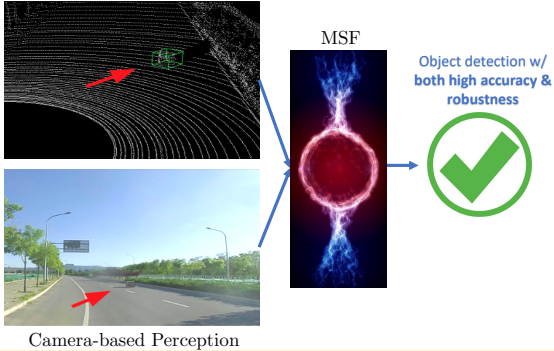 MSF
Object detection w/
both high accuracy &
robustness
Camera-based Perception